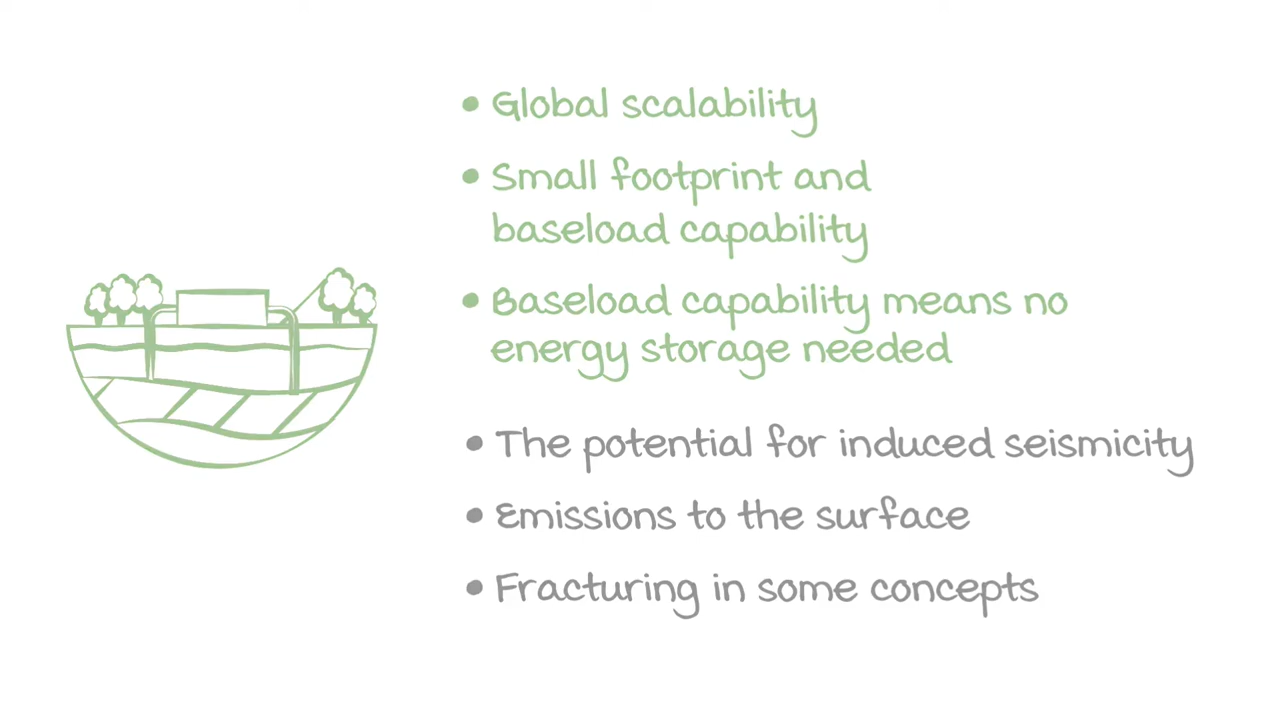 • Global scalability
• Small footprint and
baseload capability
• Baseload capability means no
energy storage needed
• The potential for induced seismicity
• Emissions to the surface
• Fracturing in some concepts